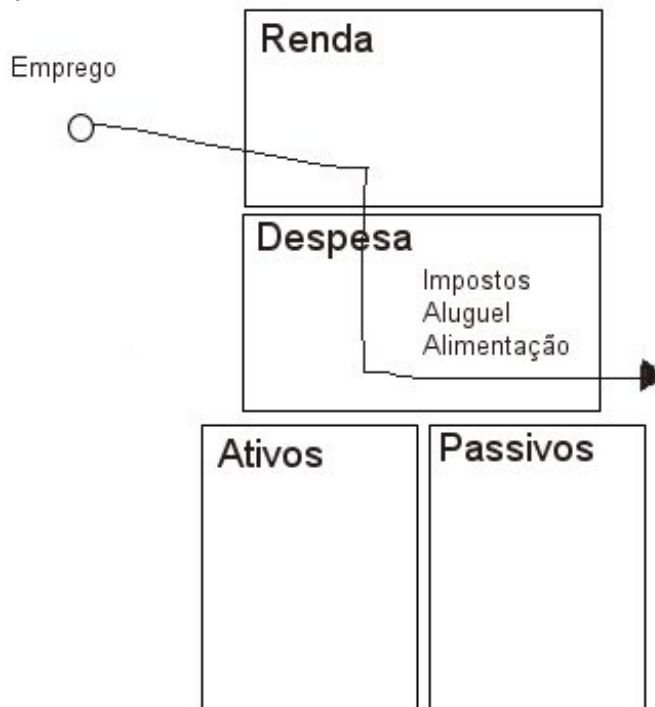 Renda
Emprego
Despesa
Impostos
Aluguel
Alimentação
Ativos
Passivos